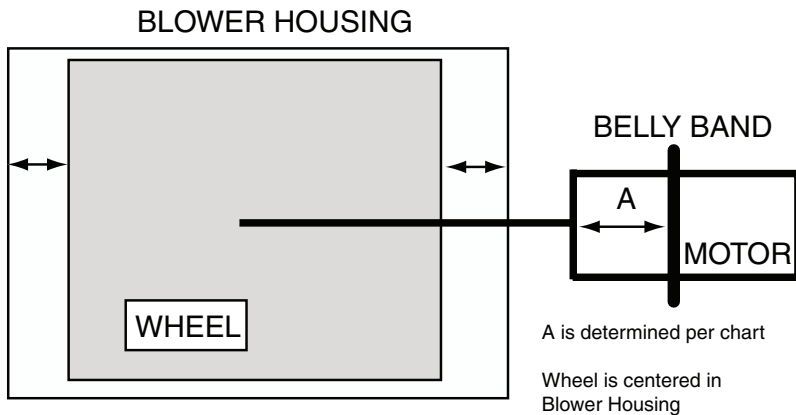 BLOWER HOUSING
BELLY BAND
A
MOTOR
WHEEL
A is determined per chart
Wheel is centered in
Blower Housing